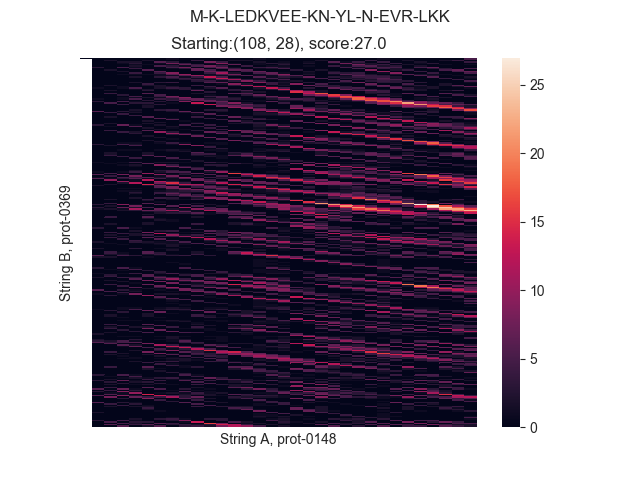 M-K-LEDKVEE-KN-YL-N-EVR-LKK
Starting:(108, 28), score:27.0
String B, prot-0369
25
20
15
10
5
0
String A, prot-0148